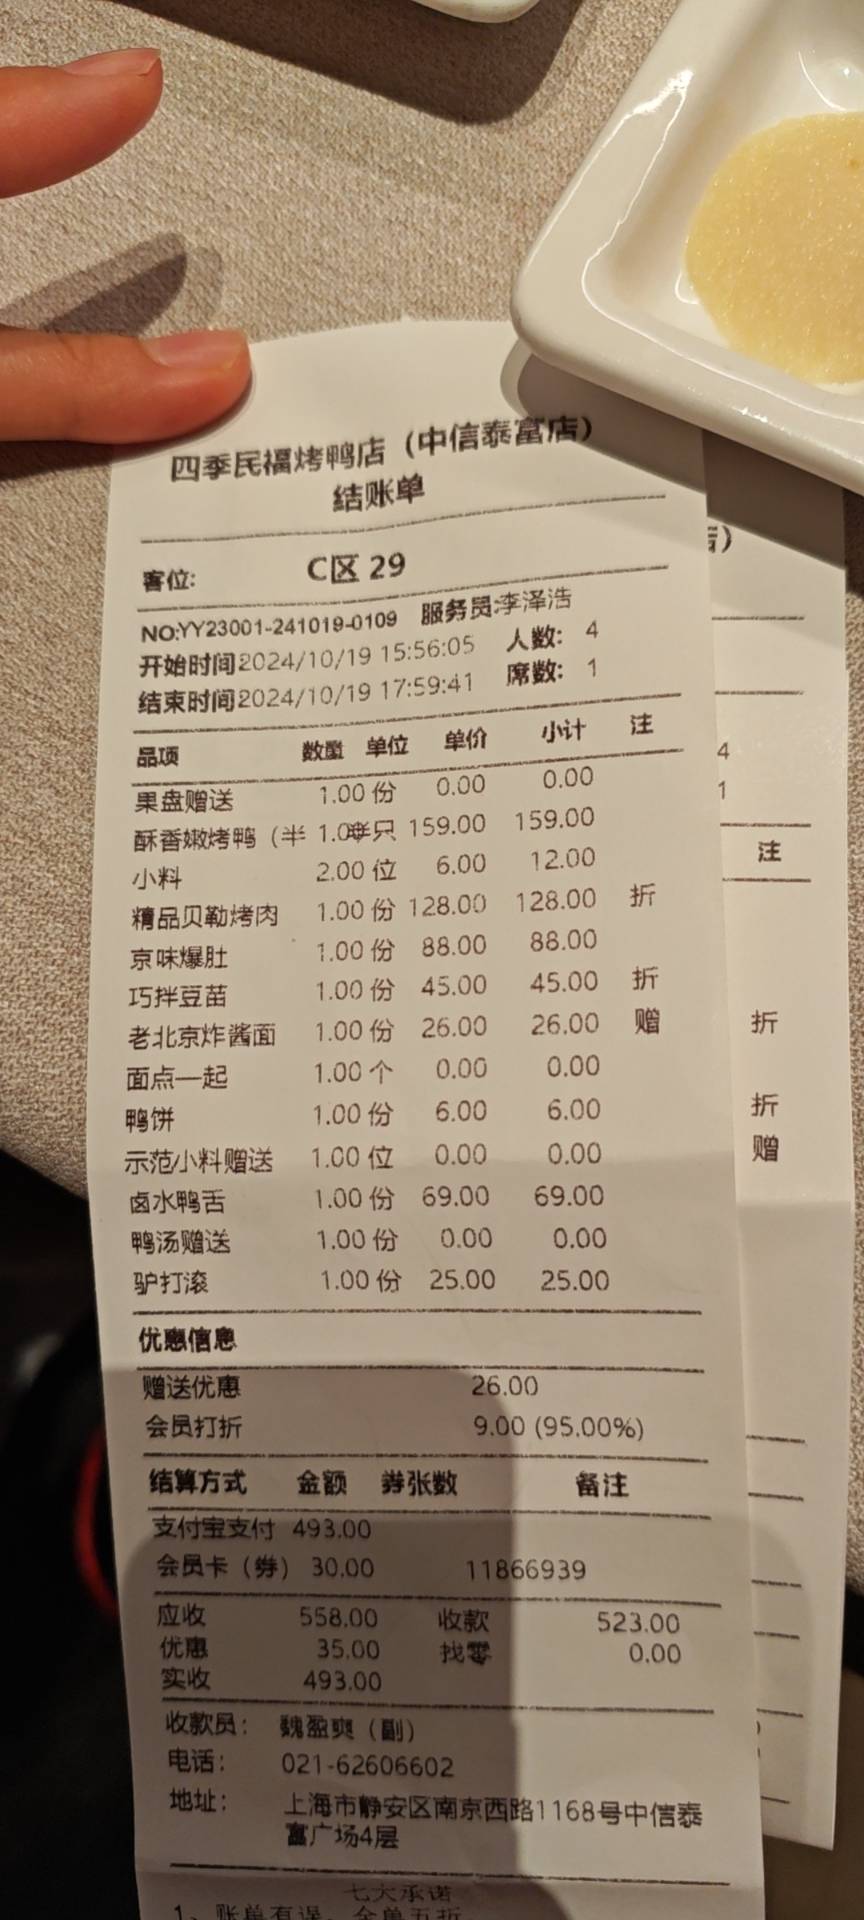 四季民福烤鸭店（中信泰富店）
结账单
客位: C区 29
NO:YY23001-241019-0109 服务员:李泽浩
开始时间2024/10/19 15:56:05 人数: 4
结束时间2024/10/19 17:59:41 席数: 1
品项 数量 单位 单价 小计 注
果盘赠送 1.00 份 0.00 0.00
酥香嫩烤鸭（半 1.00 只 159.00 159.00
小料 2.00 位 6.00 12.00
精品贝勒烤肉 1.00 份 128.00 128.00 折
京味爆肚 1.00 份 88.00 88.00
巧拌豆苗 1.00 份 45.00 45.00 折
老北京炸酱面 1.00 份 26.00 26.00 赠
面点一起 1.00 个 0.00 0.00
鸭饼 1.00 份 6.00 6.00
示范小料赠送 1.00 位 0.00 0.00
卤水鸭舌 1.00 份 69.00 69.00
鸭汤赠送 1.00 份 0.00 0.00
驴打滚 1.00 份 25.00 25.00
优惠信息
赠送优惠 26.00
会员打折 9.00 (95.00%)
结算方式 金额 券张数 备注
支付宝支付 493.00
会员卡（券） 30.00 11866939
应收 558.00 收款 523.00
优惠 35.00 找零 0.00
实收 493.00
收款员: 魏盈爽（副）
电话: 021-62606602
地址: 上海市静安区南京西路1168号中信泰
富广场4层
七大承诺
1、账单有误，全单五折
店）
4
1
注
折
折
赠